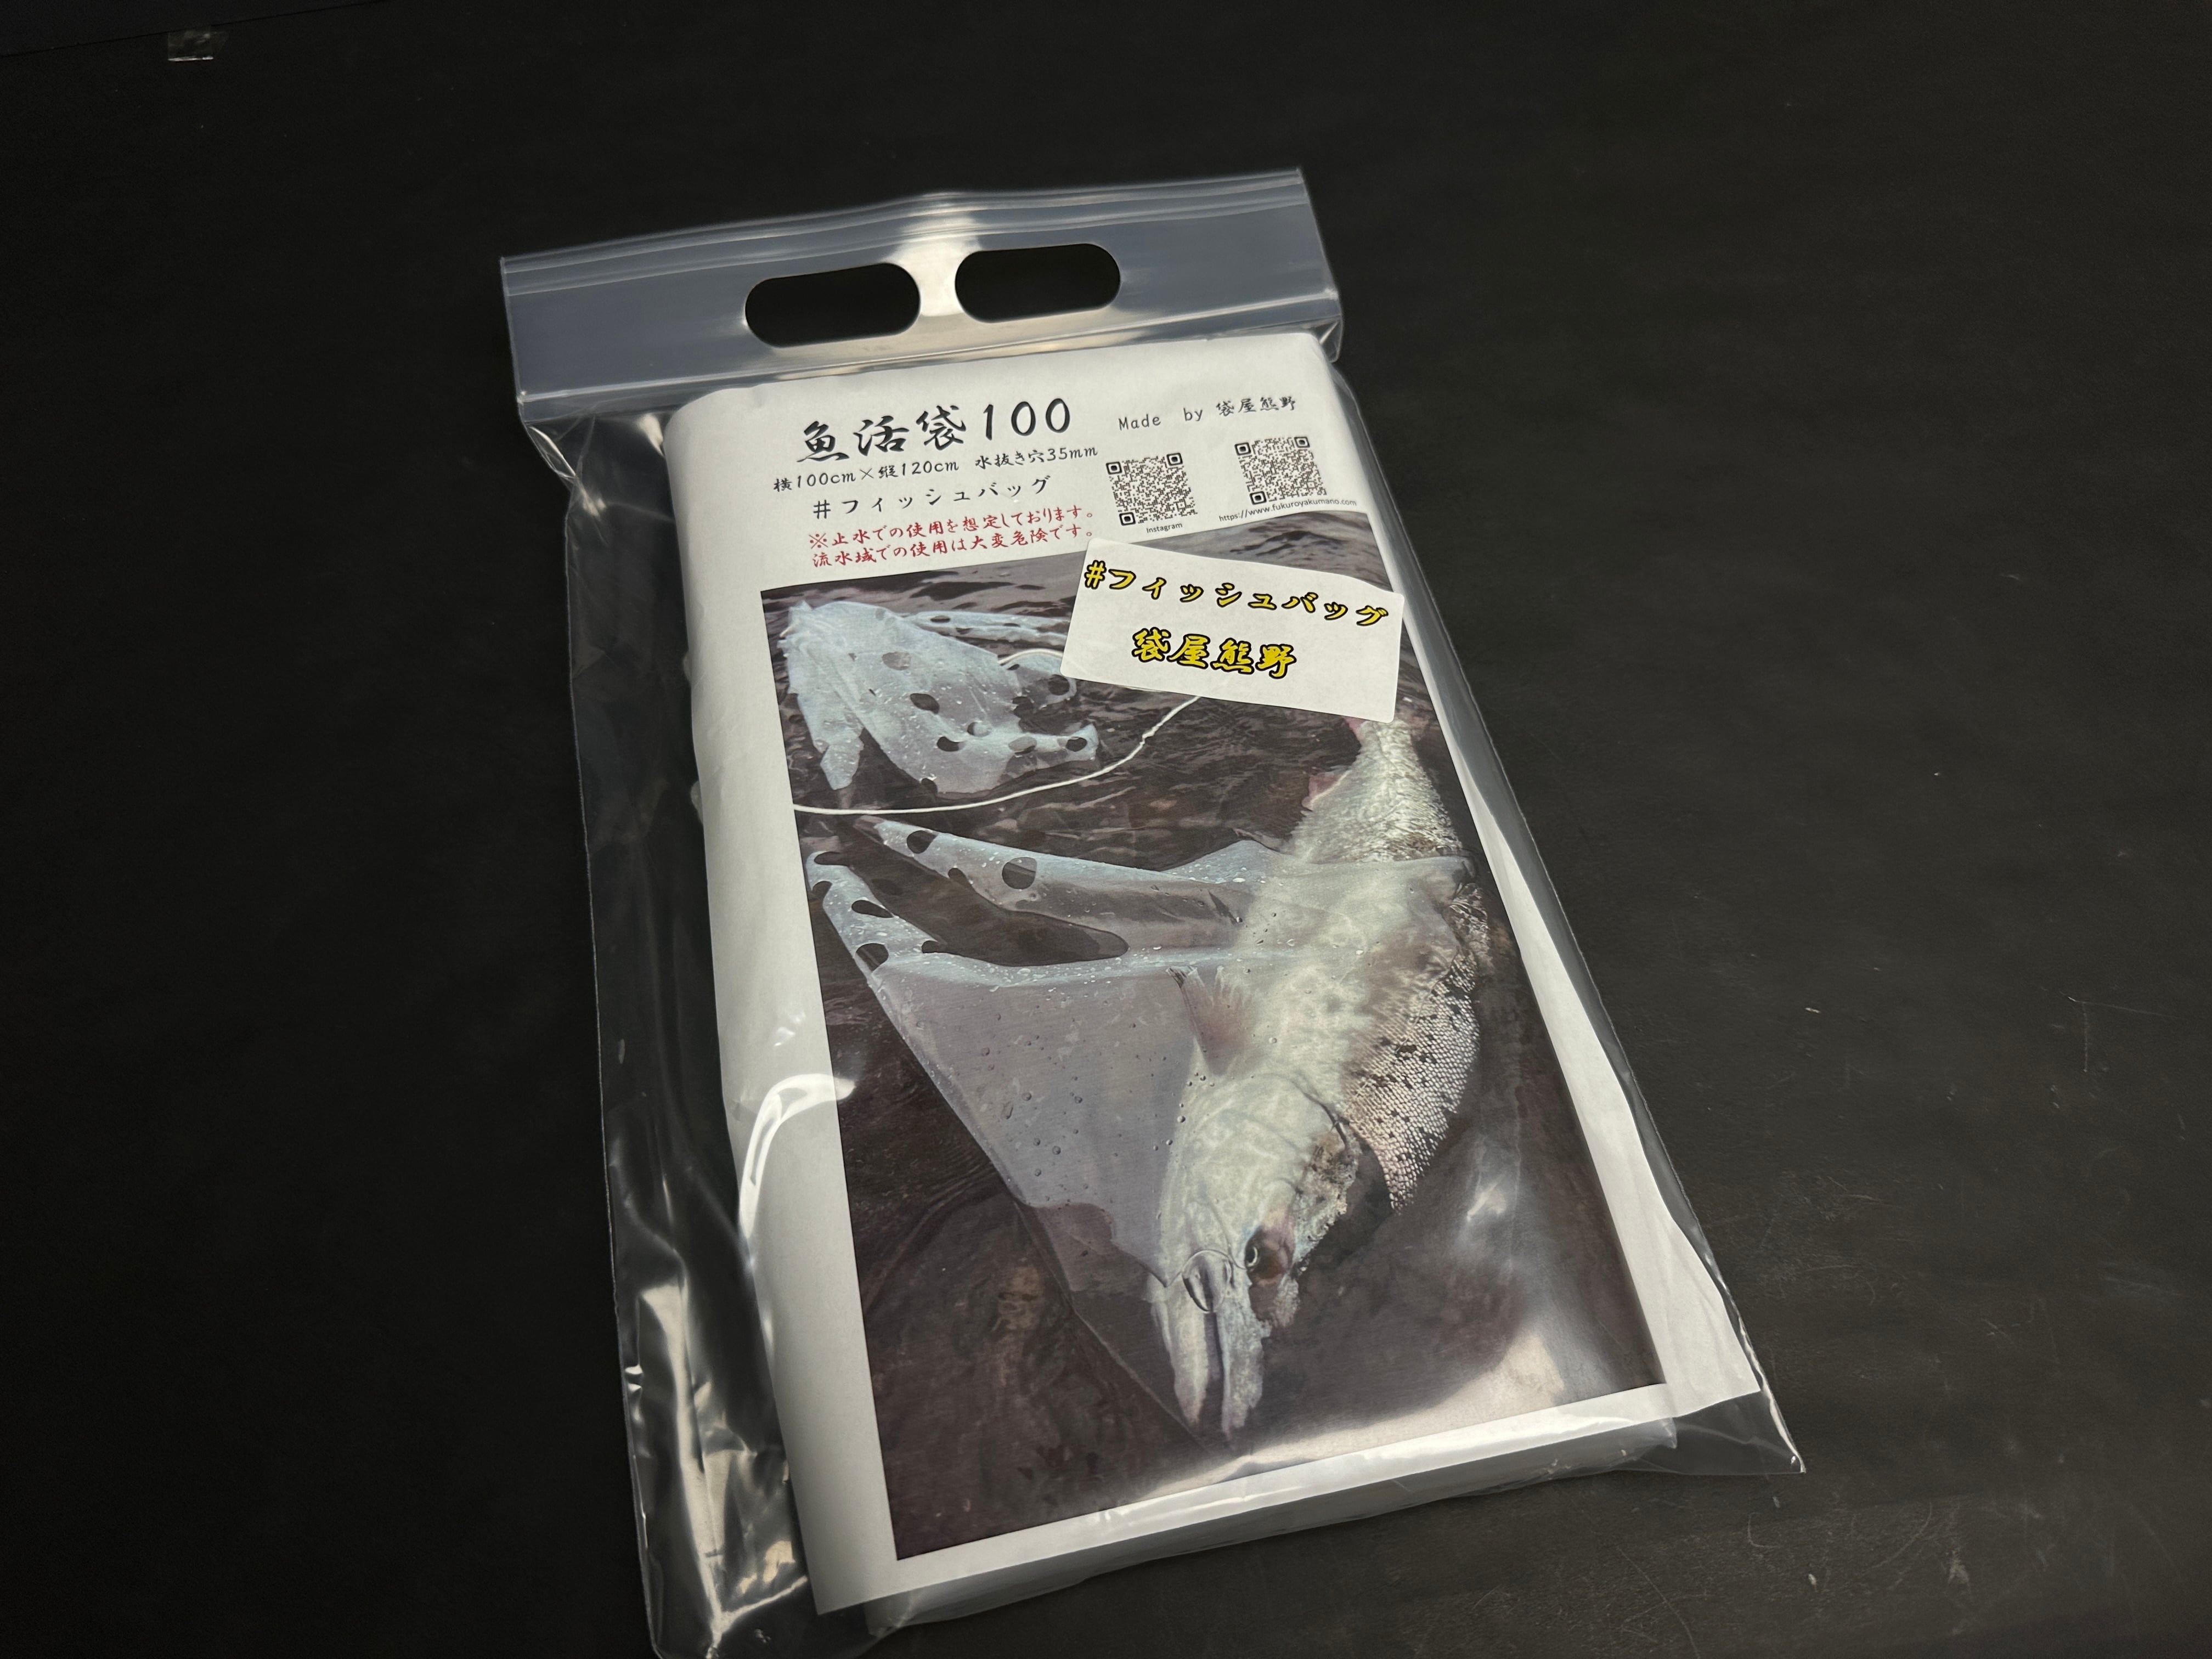 魚活袋100
Made by 袋屋熊野
横100cm×縦120cm 水抜き穴35mm
#フィッシュバッグ
※止水での使用を想定しております。
流水域での使用は大変危険です。
Instagram
https://www.fukuroyakumano.com
#フィッシュバッグ
袋屋熊野